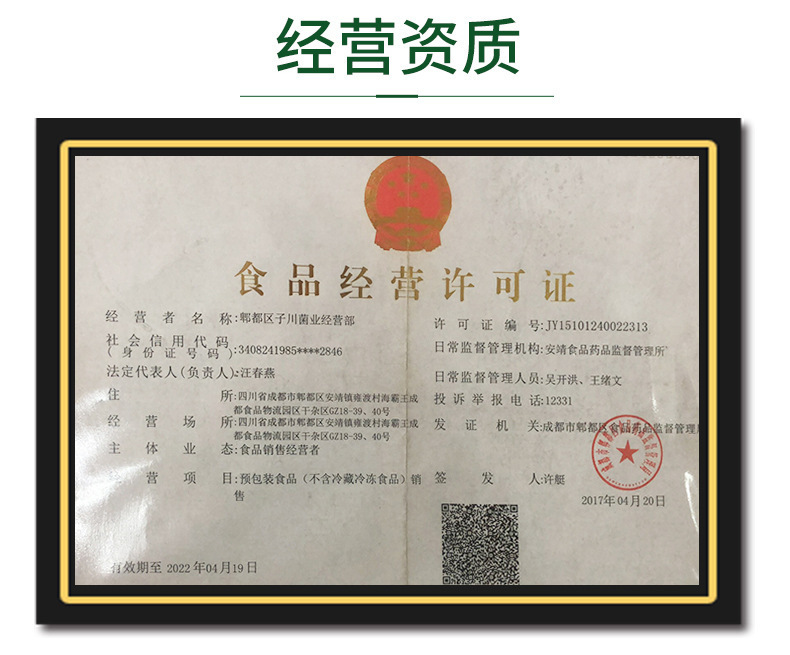 经营资质
食品经营许可证
经营者名称:郫都区子川菌业经营部
社会信用代码
(身份证号码):3408241985****2846
法定代表人(负责人):汪春燕
住所:四川省成都市郫都区安靖镇雍渡村海霸王成
都食品物流园区干杂区GZ18-39、40号
经营场所:四川省成都市郫都区安靖镇雍渡村海霸王成
都食品物流园区干杂区GZ18-39、40号
主体业态:食品销售经营者
经营项目:预包装食品(不含冷藏冷冻食品)销
售
有效期至 2022年04月19日
许可证编号:JY15101240022313
日常监督管理机构:安靖食品药品监督管理所
日常监督管理人员:吴开洪、王绪文
投诉举报电话:12331
发证机关:成都市郫都区食品药品监督管理局
签发人:许艇
2017年04月20日